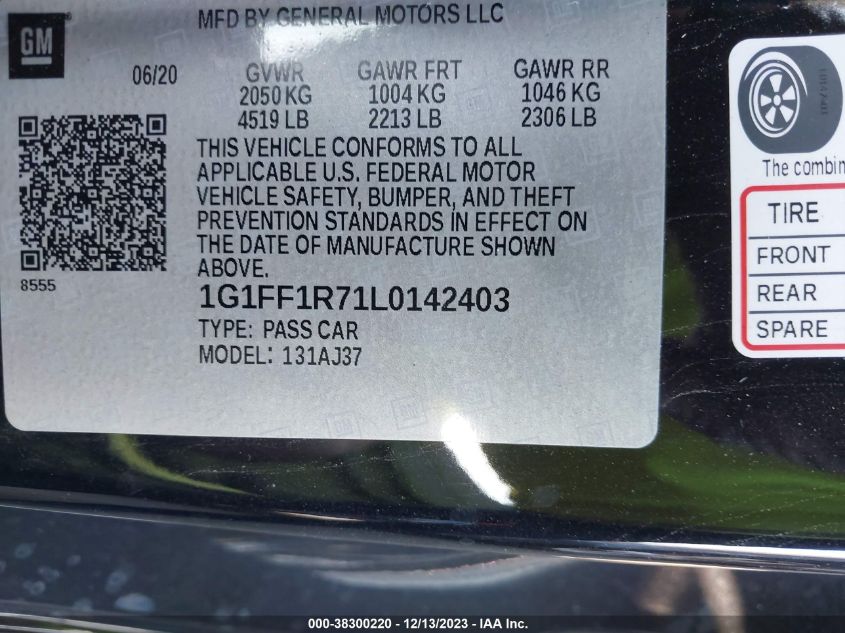 GM
MFD BY GENERAL MOTORS LLC
06/20 GVWR GAWR FRT GAWR RR
2050 KG 1004 KG 1046 KG
4519 LB 2213 LB 2306 LB
THIS VEHICLE CONFORMS TO ALL
APPLICABLE U.S. FEDERAL MOTOR
VEHICLE SAFETY, BUMPER, AND THEFT
PREVENTION STANDARDS IN EFFECT ON
THE DATE OF MANUFACTURE SHOWN
ABOVE.
8555
1G1FF1R71L0142403
TYPE: PASS CAR
MODEL: 131AJ37
The combin
TIRE
FRONT
REAR
SPARE
000-38300220 - 12/13/2023 - IAA Inc.